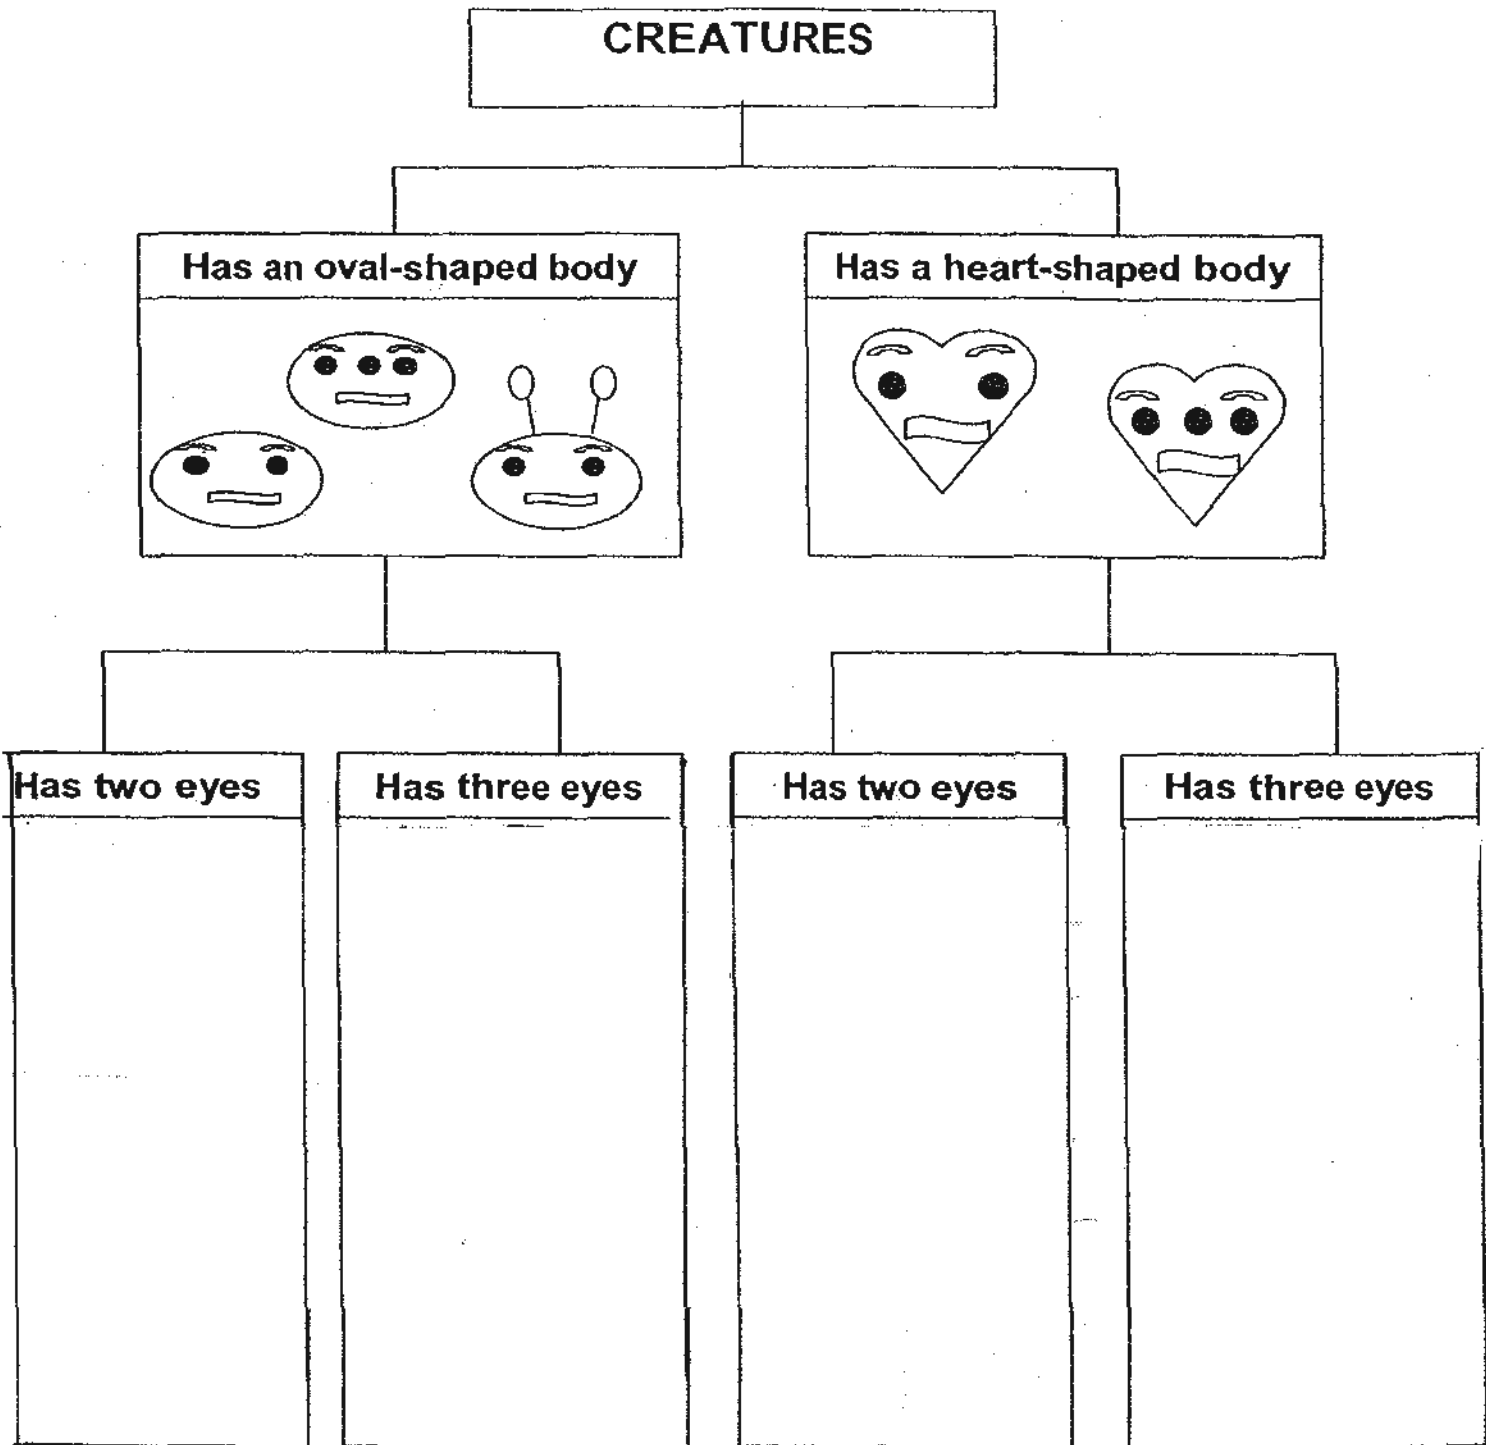 CREATURES
Has an oval-shaped body
Has a heart-shaped body
Has two eyes
Has three eyes
Has two eyes
Has three eyes